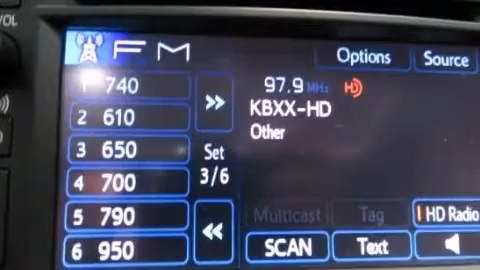 VOL
FM
Options
Source
1 740
2 610
3 650
4 700
5 790
6 950
>>
Set
3/6
<<
97.9 MHz HD
KBXX-HD
Other
Multicast
Tag
HD Radio
SCAN
Text